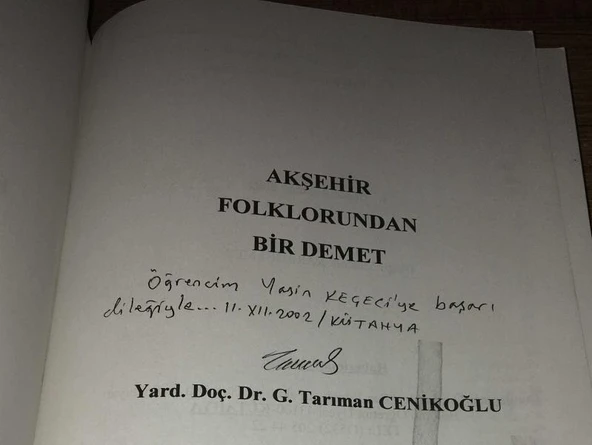 AKŞEHİR
FOLKLORUNDAN
BİR DEMET
Öğrencim Yasin KEÇECİ'ye başarı
dileğiyle... 11.XII.2002/KÜTAHYA
Yard. Doç. Dr. G. Tarıman CENİKOĞLU